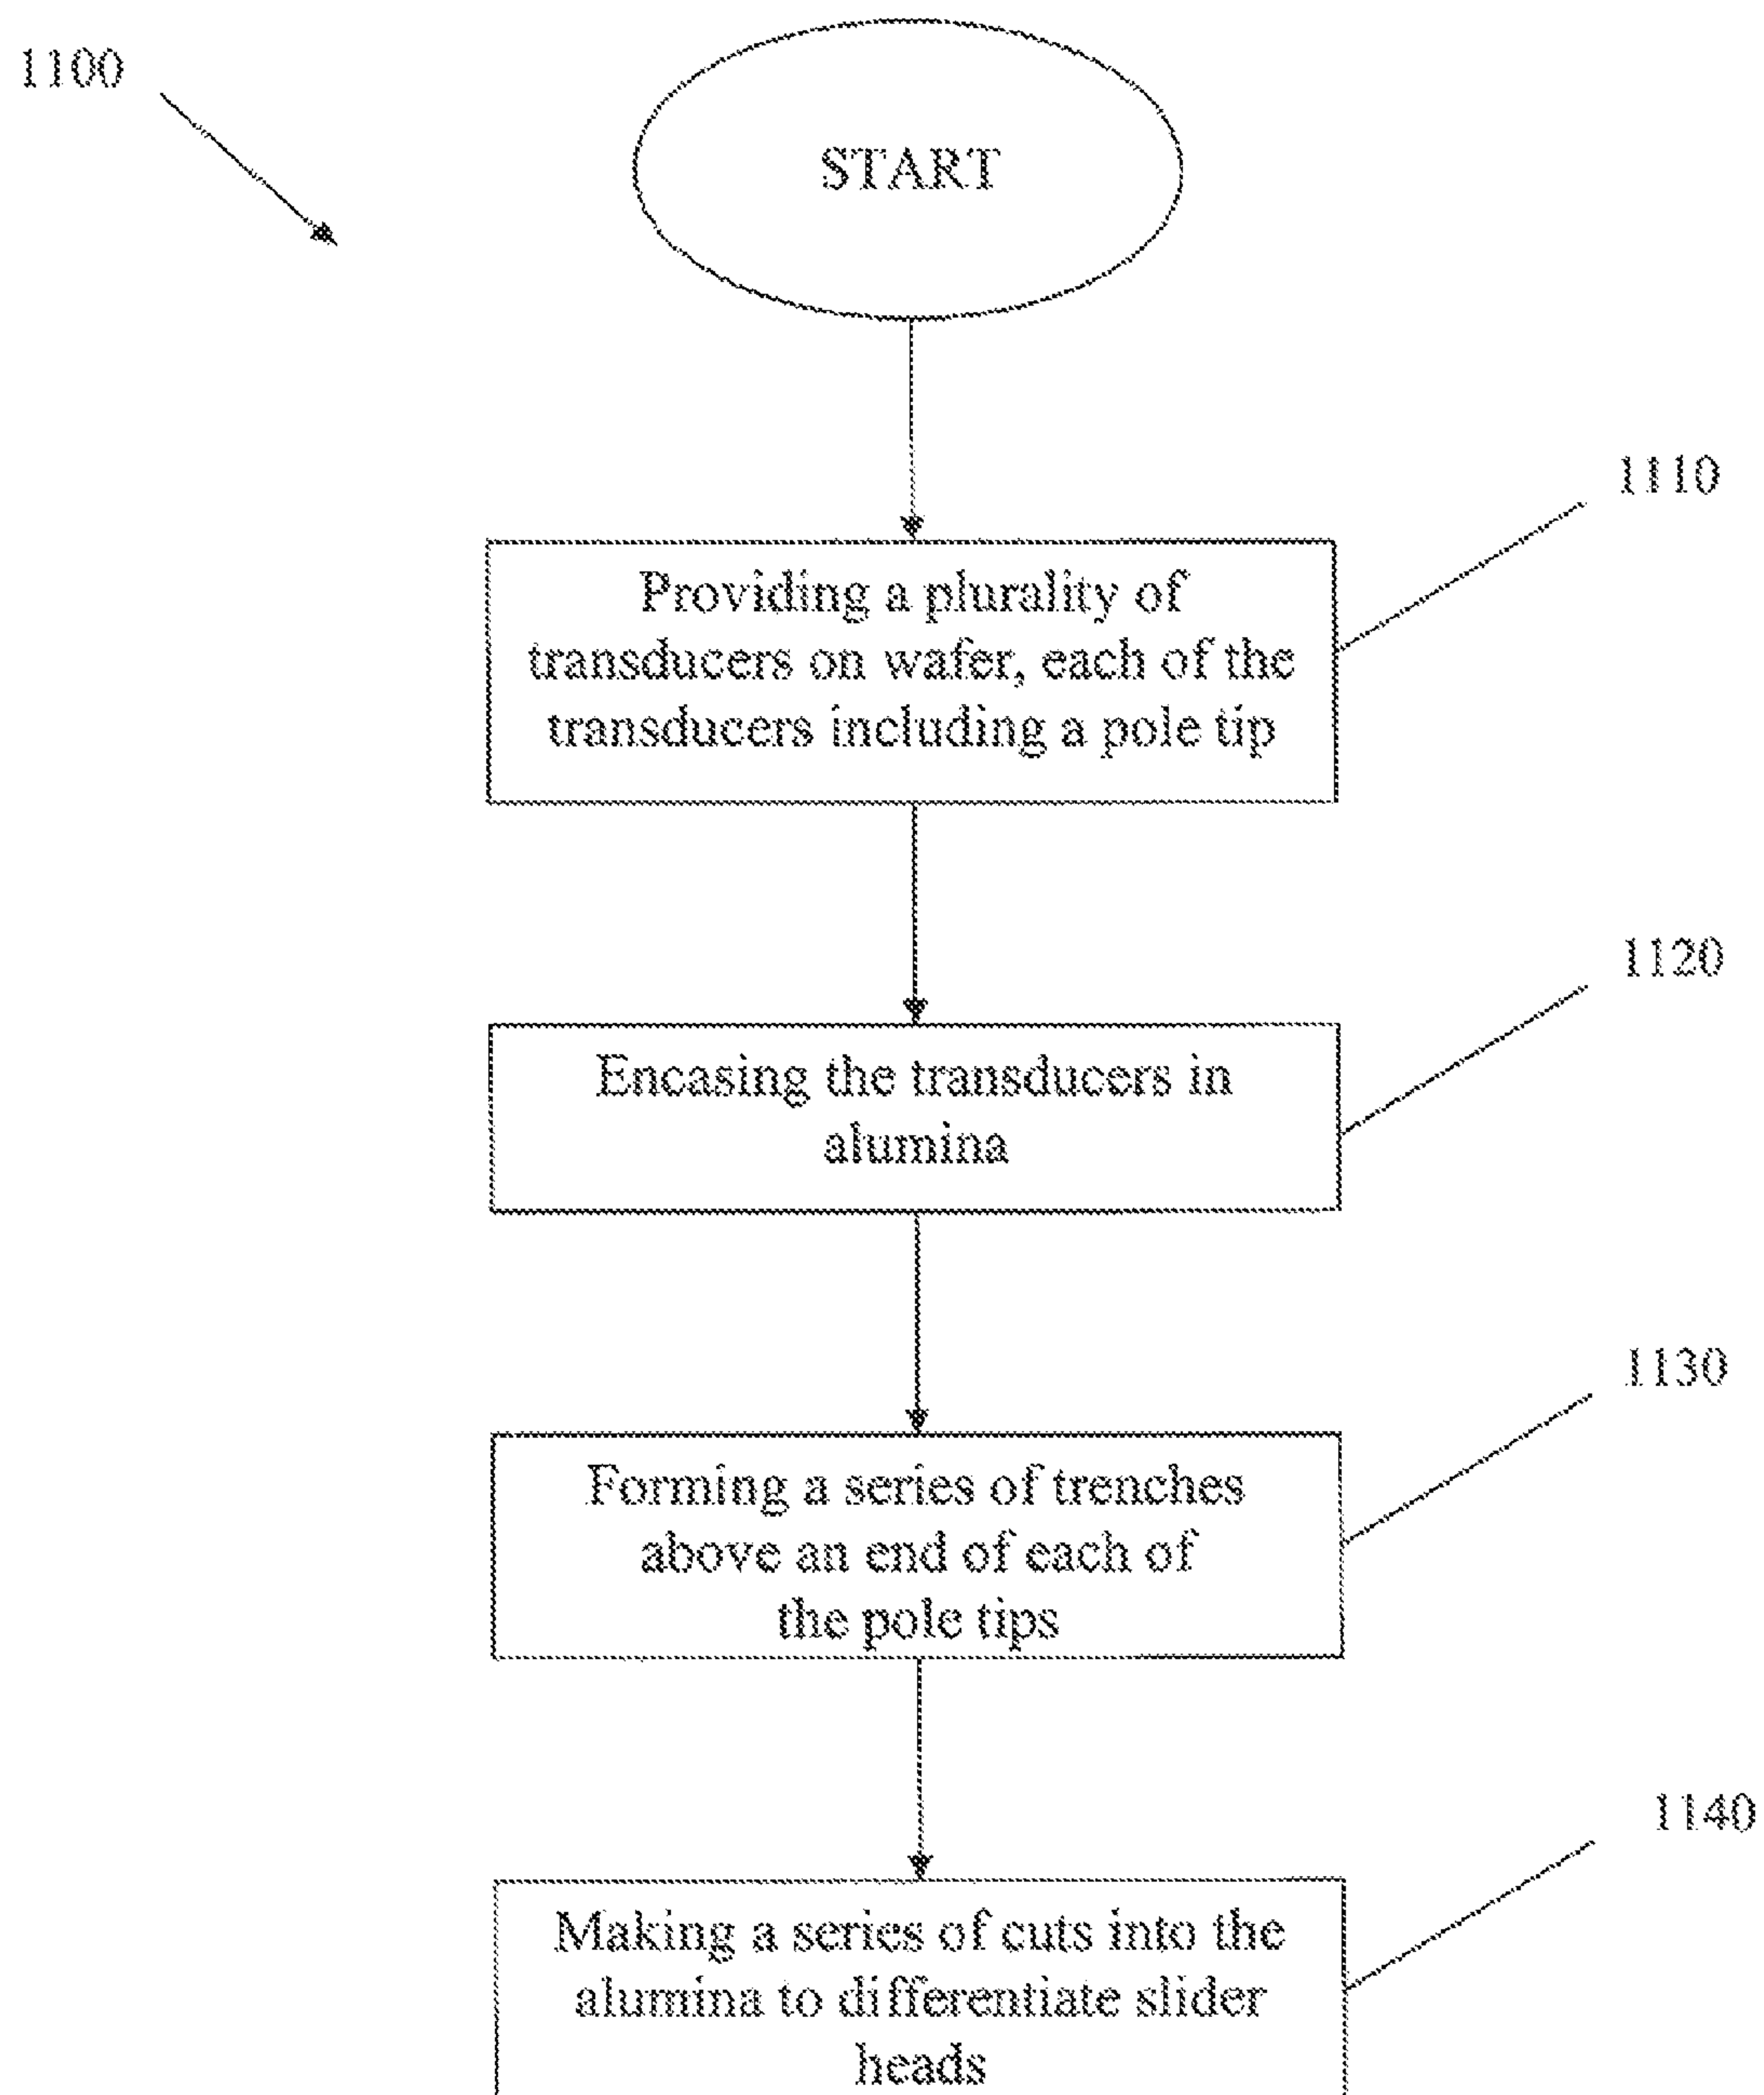 1100
START
1110
Providing a plurality of
transducers on wafer, each of the
transducers including a pole tip
1120
Encasing the transducers in
alumina
1130
Forming a series of trenches
above an end of each of
the pole tips
1140
Making a series of cuts into the
alumina to differentiate slider
heads